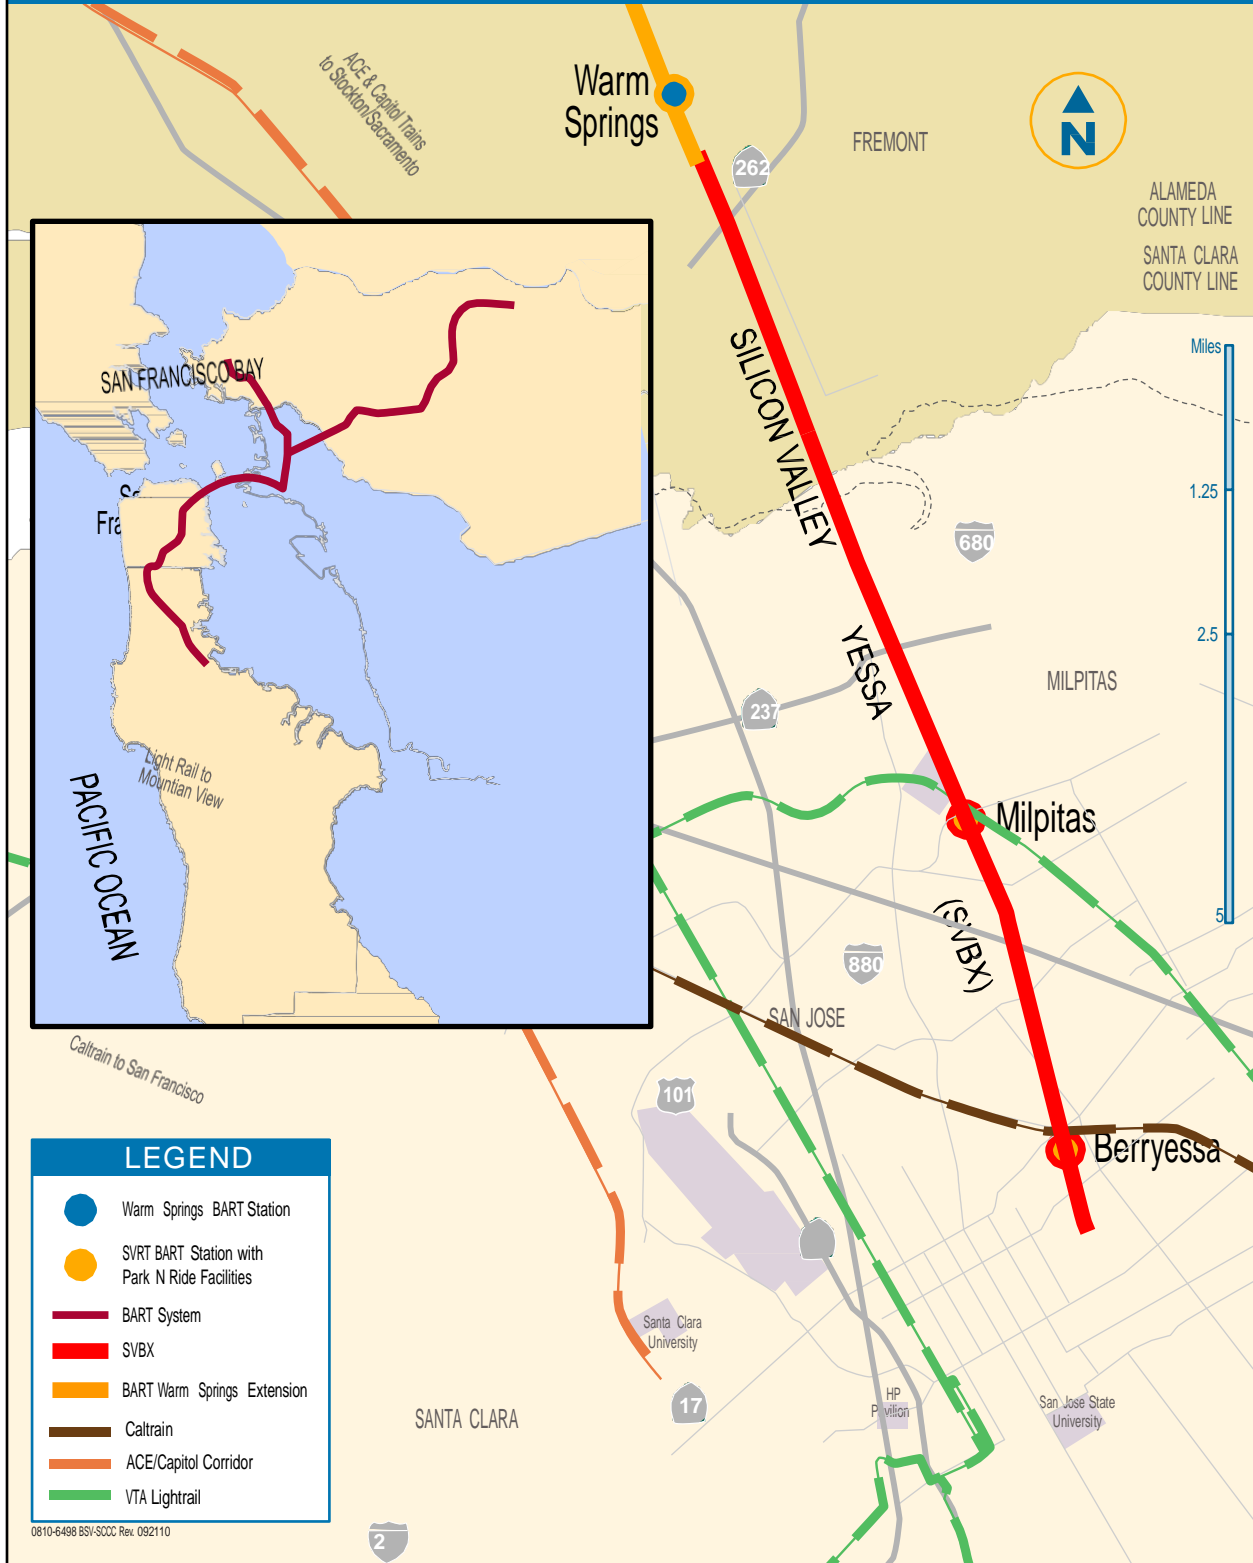 ACE & Capitol Trains
to Stockton/Sacramento
Warm
Springs
262
FREMONT
N
ALAMEDA
COUNTY LINE
SANTA CLARA
COUNTY LINE
Miles
1.25
2.5
5
SILICON VALLEY
YESSA
(SVBX)
SAN FRANCISCO BAY
Fra
680
237
MILPITAS
Light Rail to
Mountian View
PACIFIC OCEAN
Milpitas
880
SAN JOSE
Caltrain to San Francisco
101
Berryessa
LEGEND
Warm Springs BART Station
SVRT BART Station with
Park N Ride Facilities
BART System
SVBX
BART Warm Springs Extension
Caltrain
ACE/Capitol Corridor
VTA Lightrail
Santa Clara
University
17
HP
Pavilion
San Jose State
University
SANTA CLARA
0810-6498 BSV-SCCC Rev. 092110
2